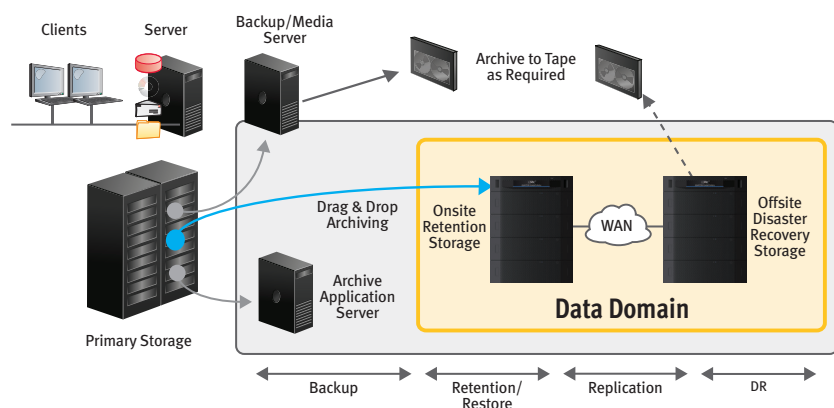 Clients
Server
Backup/Media
Server
Archive to Tape
as Required
Drag & Drop
Archiving
Onsite
Retention
Storage
WAN
Offsite
Disaster
Recovery
Storage
Archive
Application
Server
Data Domain
Primary Storage
Backup
Retention/
Restore
Replication
DR